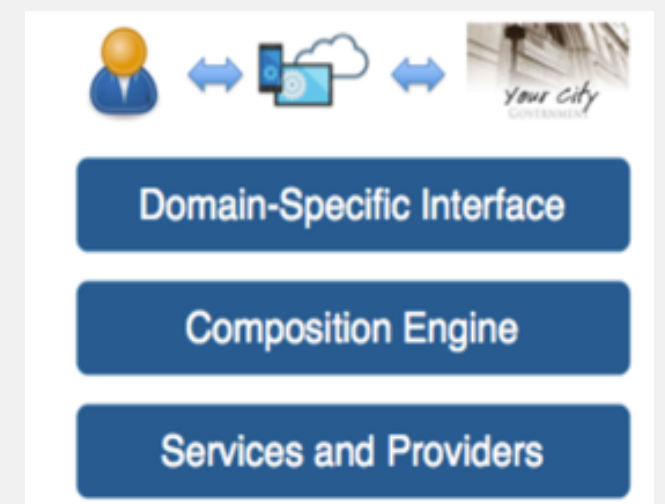 Your City
GOVERNMENT
Domain-Specific Interface
Composition Engine
Services and Providers